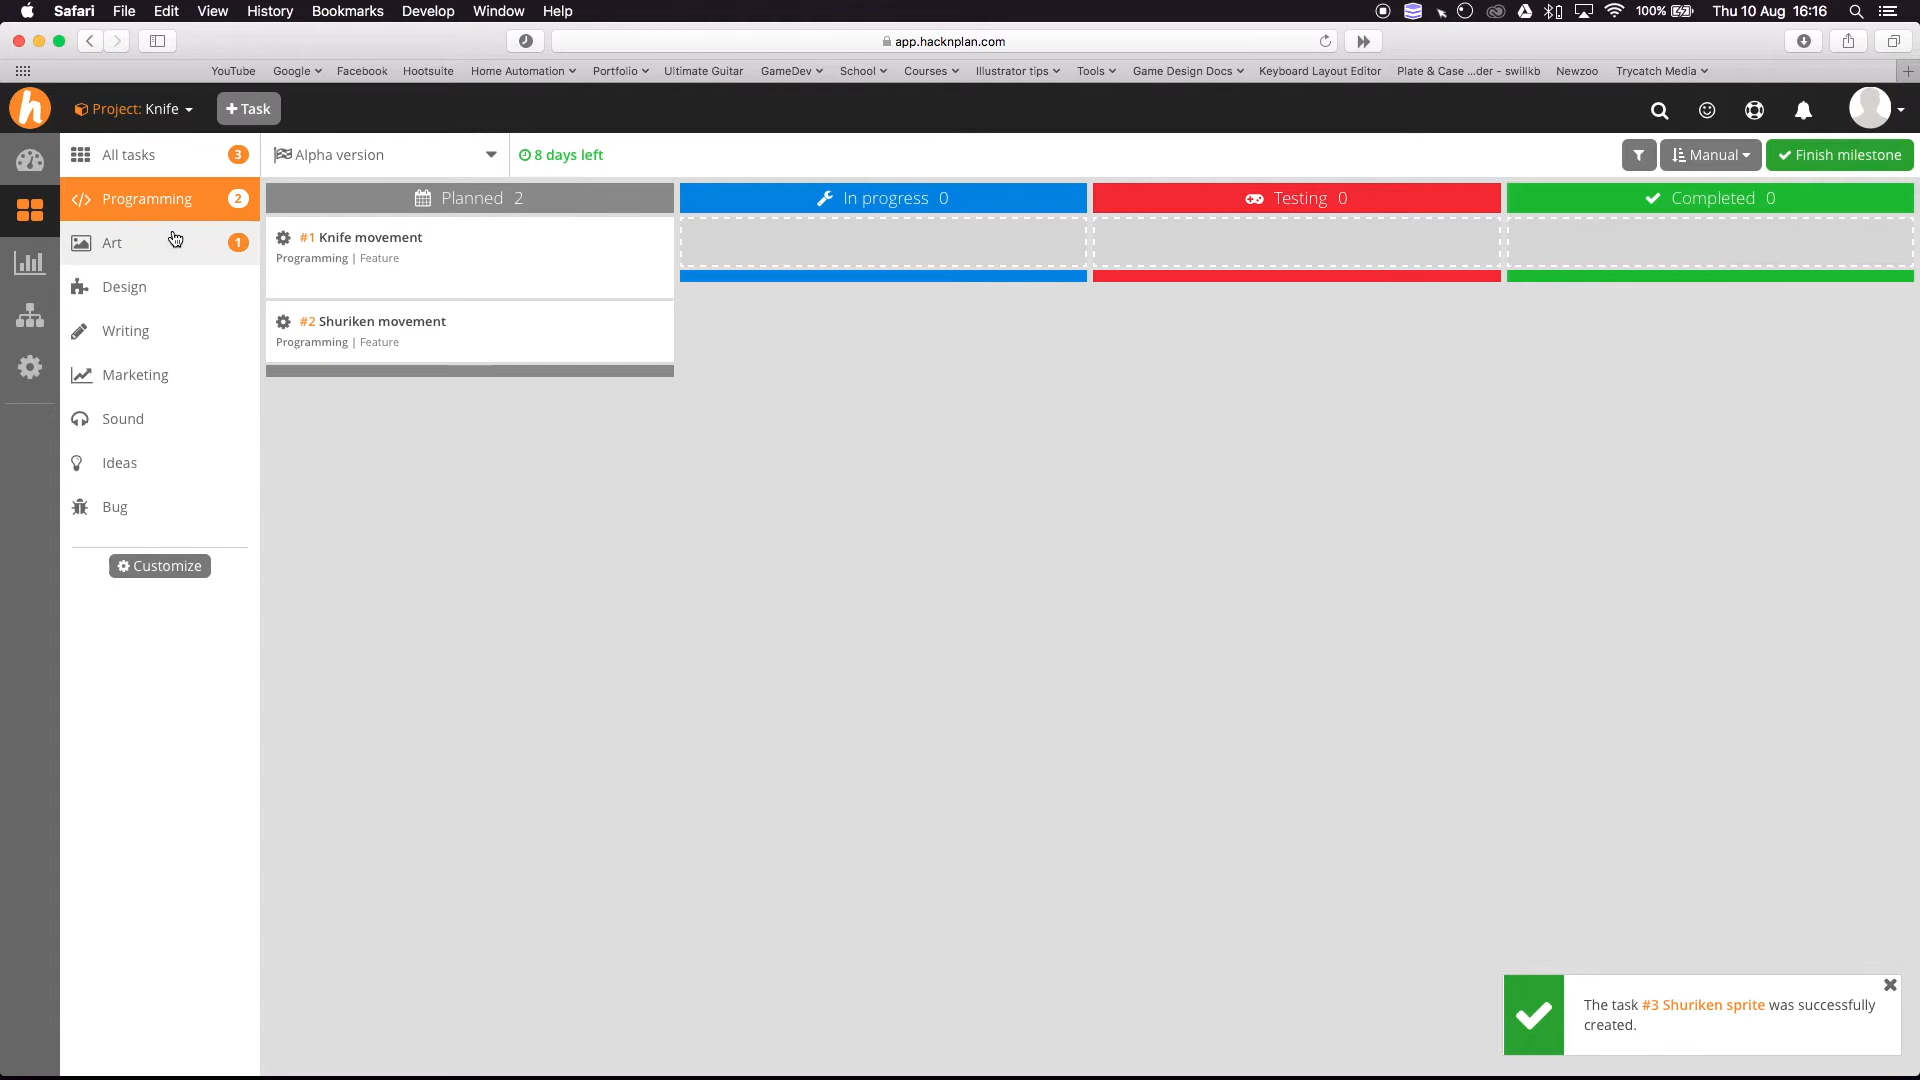 Safari File Edit View History Bookmarks Develop Window Help 100% Thu 10 Aug 16:16
app.hacknplan.com
YouTube Google Facebook Hootsuite Home Automation Portfolio Ultimate Guitar GameDev School Courses Illustrator tips Tools Game Design Docs Keyboard Layout Editor Plate & Case ...der - swillkb Newzoo Trycatch Media
h Project: Knife + Task
All tasks 3 Alpha version 8 days left Manual Finish milestone
Programming 2 Planned 2 In progress 0 Testing 0 Completed 0
Art 1
Design
Writing
Marketing
Sound
Ideas
Bug
Customize
#1 Knife movement
Programming | Feature
#2 Shuriken movement
Programming | Feature
The task #3 Shuriken sprite was successfully
created.